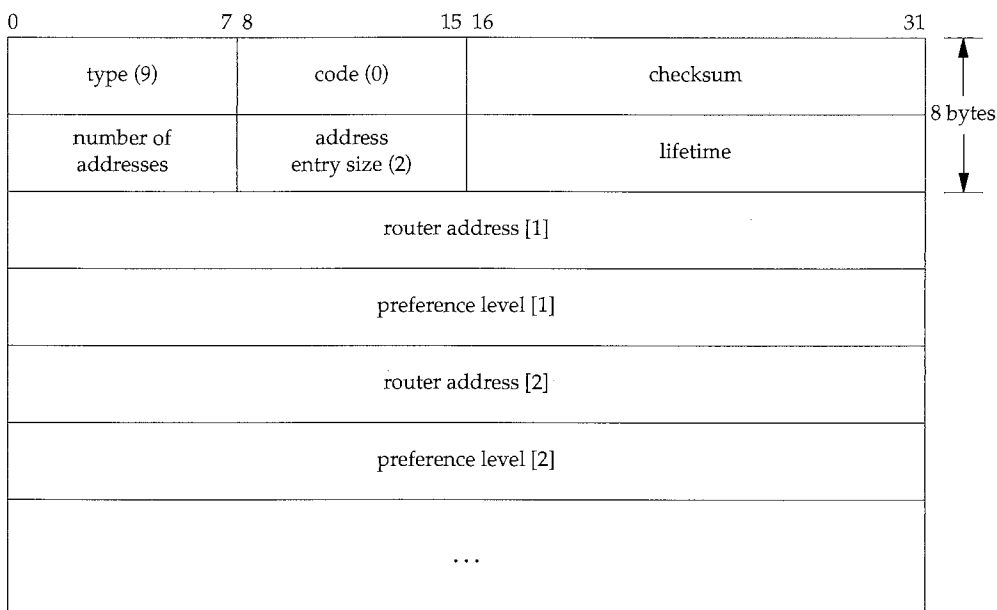 0 7 8 15 16 31
type (9) code (0) checksum
8 bytes
number of addresses address entry size (2) lifetime
router address [1]
preference level [1]
router address [2]
preference level [2]
...